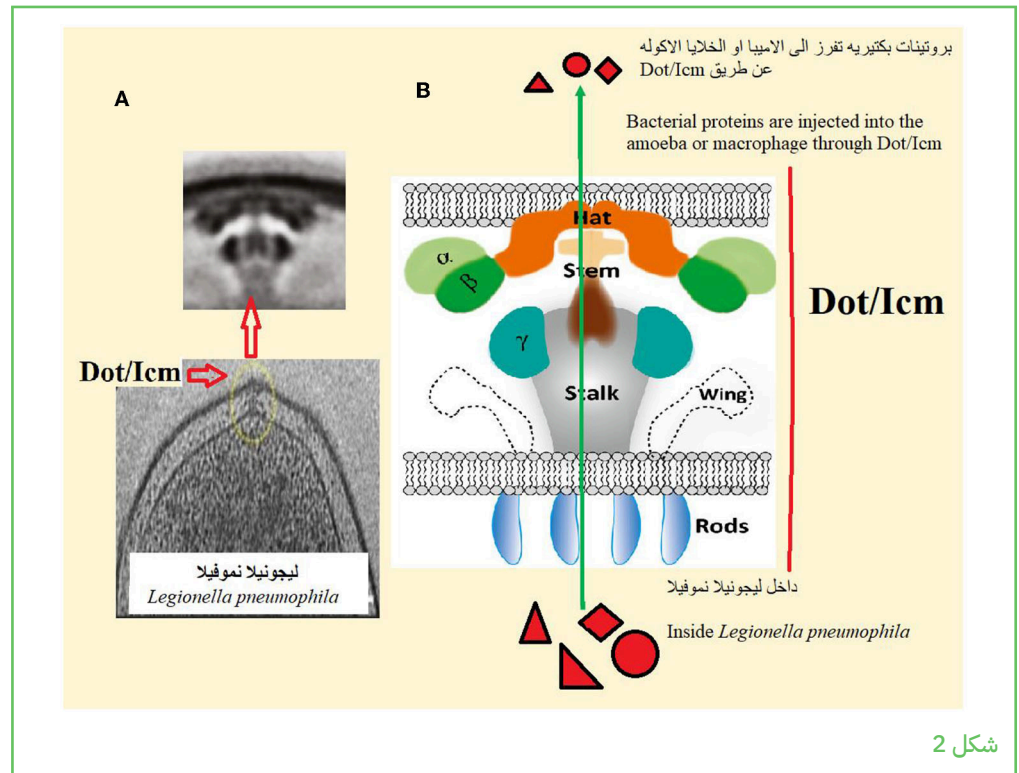 A
Dot/Icm
ليجونيلا نموفيلا
Legionella pneumophila
B
بروتينات بكتيريه تفرز الى الاميبا او الخلايا الاكوله
عن طريق Dot/Icm
Bacterial proteins are injected into the
amoeba or macrophage through Dot/Icm
Hat
α
β
Stem
γ
Stalk
Wing
Rods
Dot/Icm
داخل ليجونيلا نموفيلا
Inside Legionella pneumophila
شكل 2